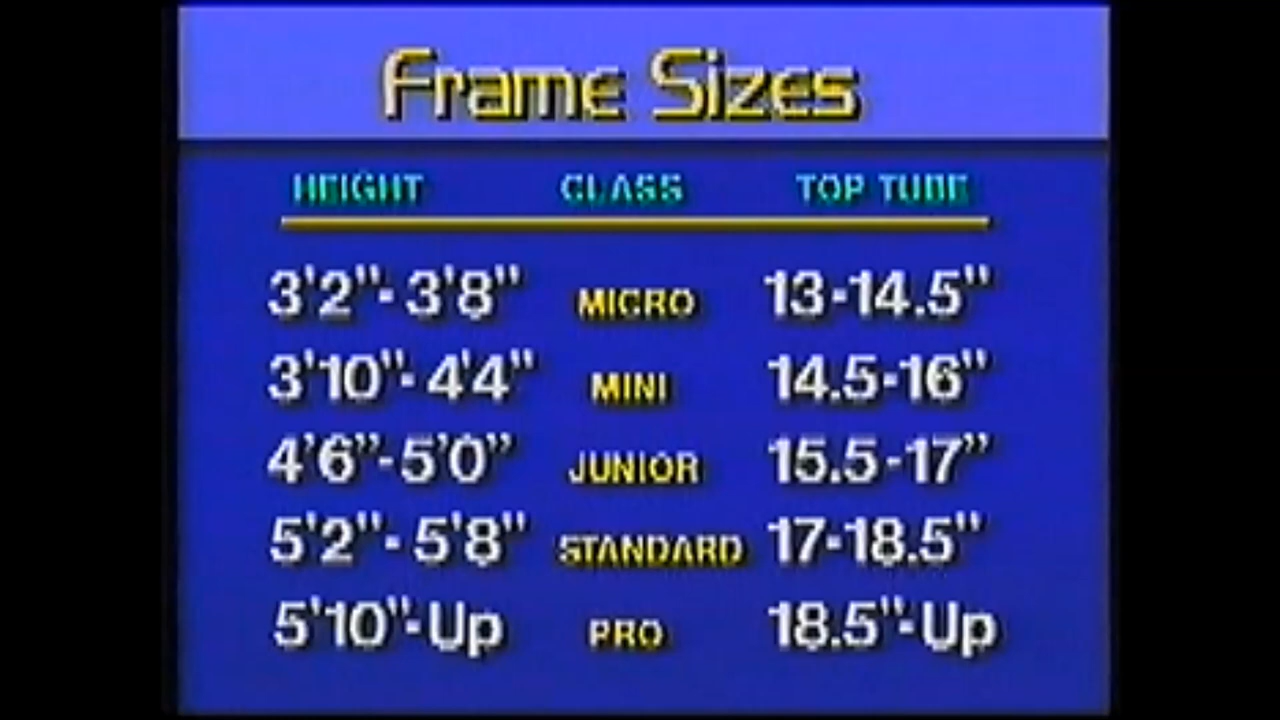 Frame Sizes
HEIGHT CLASS TOP TUBE
3'2"- 3'8" MICRO 13-14.5"
3'10"- 4'4" MINI 14.5-16"
4'6"-5'0" JUNIOR 15.5-17"
5'2"- 5'8" STANDARD 17-18.5"
5'10"-Up PRO 18.5"-Up